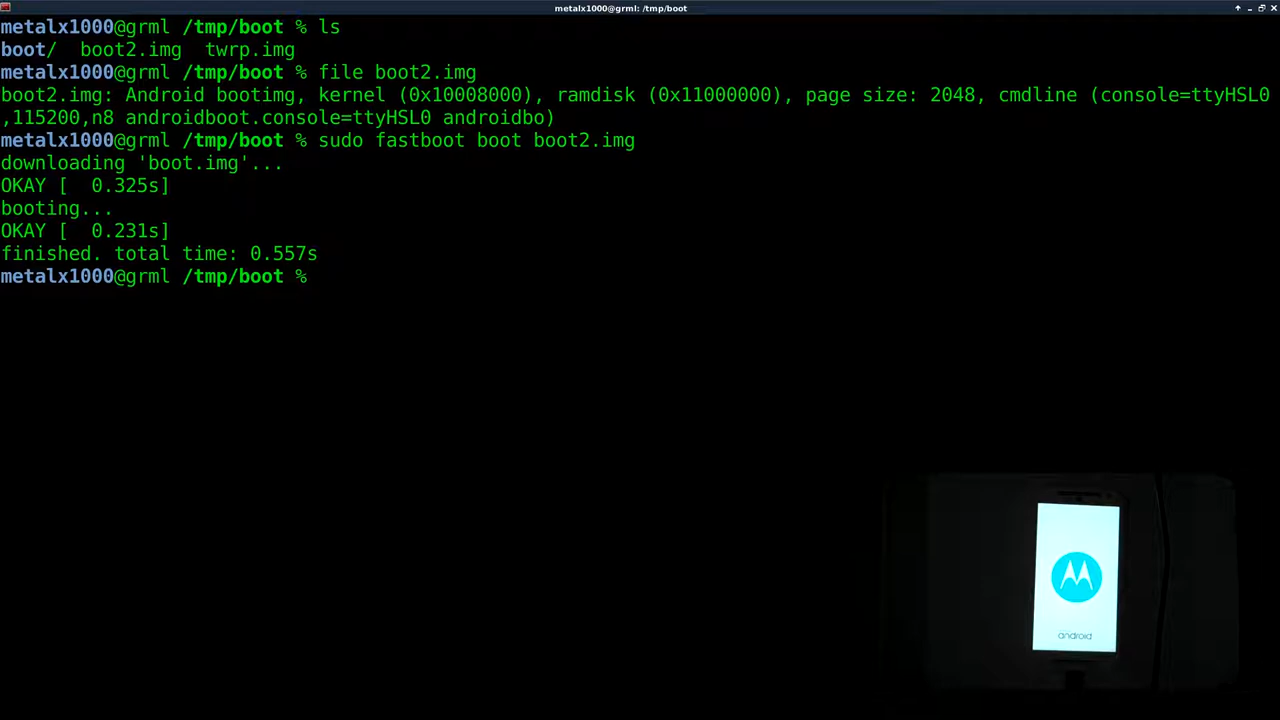 metalx1000@grml: /tmp/boot
metalx1000@grml /tmp/boot % ls
boot/  boot2.img  twrp.img
metalx1000@grml /tmp/boot % file boot2.img
boot2.img: Android bootimg, kernel (0x10008000), ramdisk (0x11000000), page size: 2048, cmdline (console=ttyHSL0
,115200,n8 androidboot.console=ttyHSL0 androidbo)
metalx1000@grml /tmp/boot % sudo fastboot boot boot2.img
downloading 'boot.img'...
OKAY [  0.325s]
booting...
OKAY [  0.231s]
finished. total time: 0.557s
metalx1000@grml /tmp/boot %
android